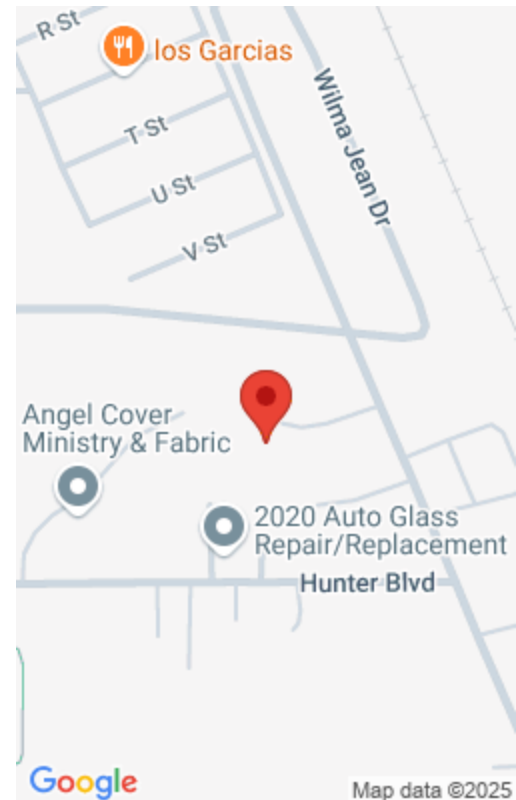 R St
los Garcias
Wilma Jean Dr
T St
U St
V St
Angel Cover
Ministry & Fabric
2020 Auto Glass
Repair/Replacement
Hunter Blvd
Google
Map data ©2025